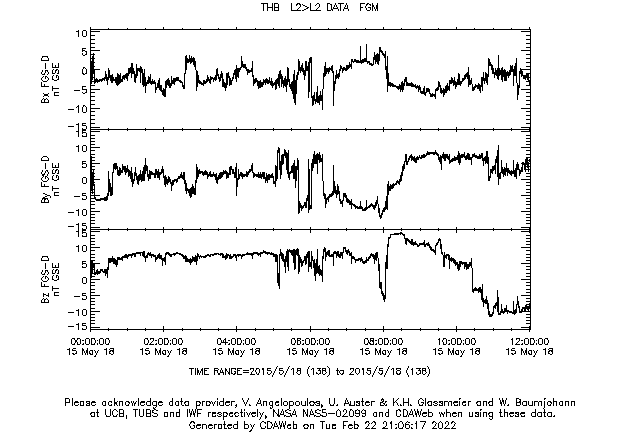 THB L2>L2 DATA FGM
10
5
0
-5
-10
-15
Bx FGS-D
nT GSE
15
10
5
0
-5
-10
-15
By FGS-D
nT GSE
15
10
5
0
-5
-10
-15
Bz FGS-D
nT GSE
00:00:00 02:00:00 04:00:00 06:00:00 08:00:00 10:00:00 12:00:00
15 May 18 15 May 18 15 May 18 15 May 18 15 May 18 15 May 18 15 May 18
TIME RANGE=2015/5/18 (138) to 2015/5/18 (138)
Please acknowledge data provider, V. Angelopoulos, U. Auster & K.H. Glassmeier and W. Baumjohann
at UCB, TUBS and IWF respectively, NASA NAS5-02099 and CDAWeb when using these data.
Generated by CDAWeb on Tue Feb 22 21:06:17 2022